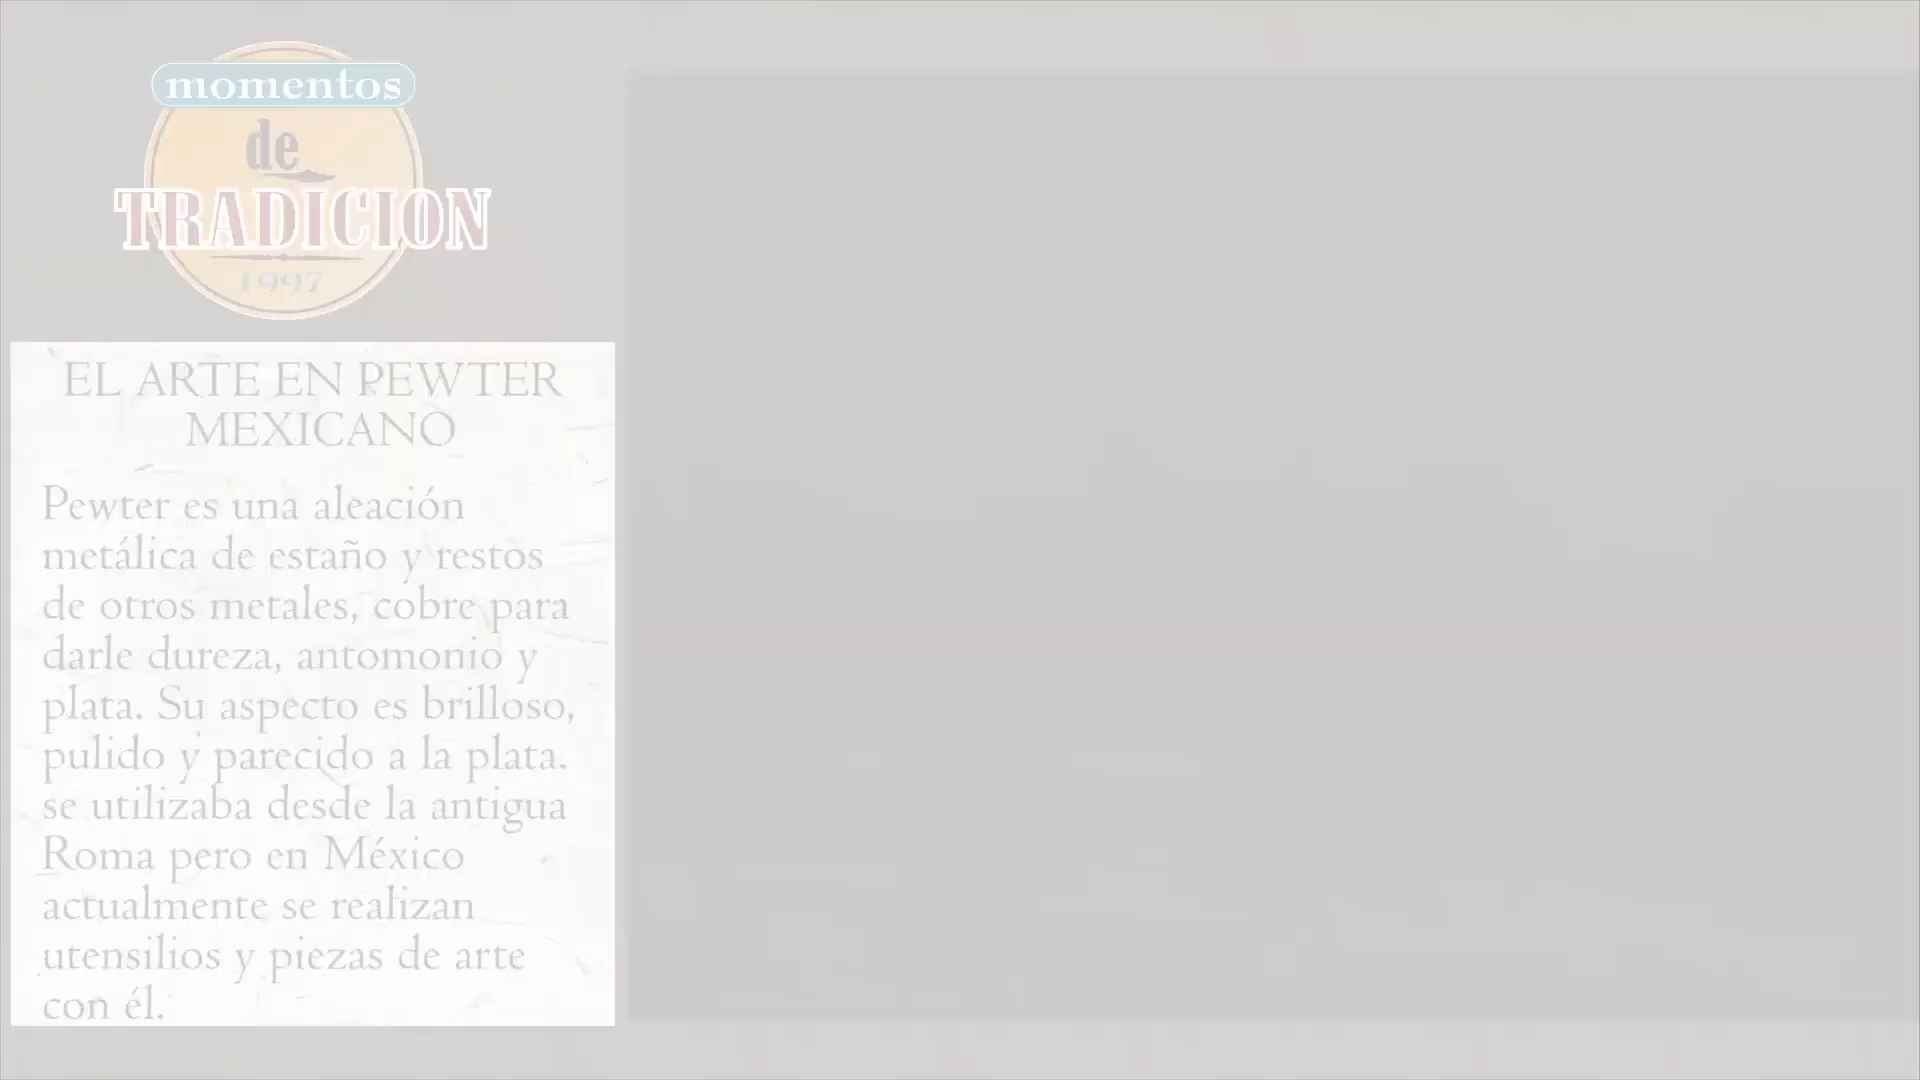 momentos
de
TRADICION
1997
EL ARTE EN PEWTER
MEXICANO
Pewter es una aleación
metálica de estaño y restos
de otros metales, cobre para
darle dureza, antomonio y
plata. Su aspecto es brilloso,
pulido y parecido a la plata.
se utilizaba desde la antigua
Roma pero en México
actualmente se realizan
utensilios y piezas de arte
con él.